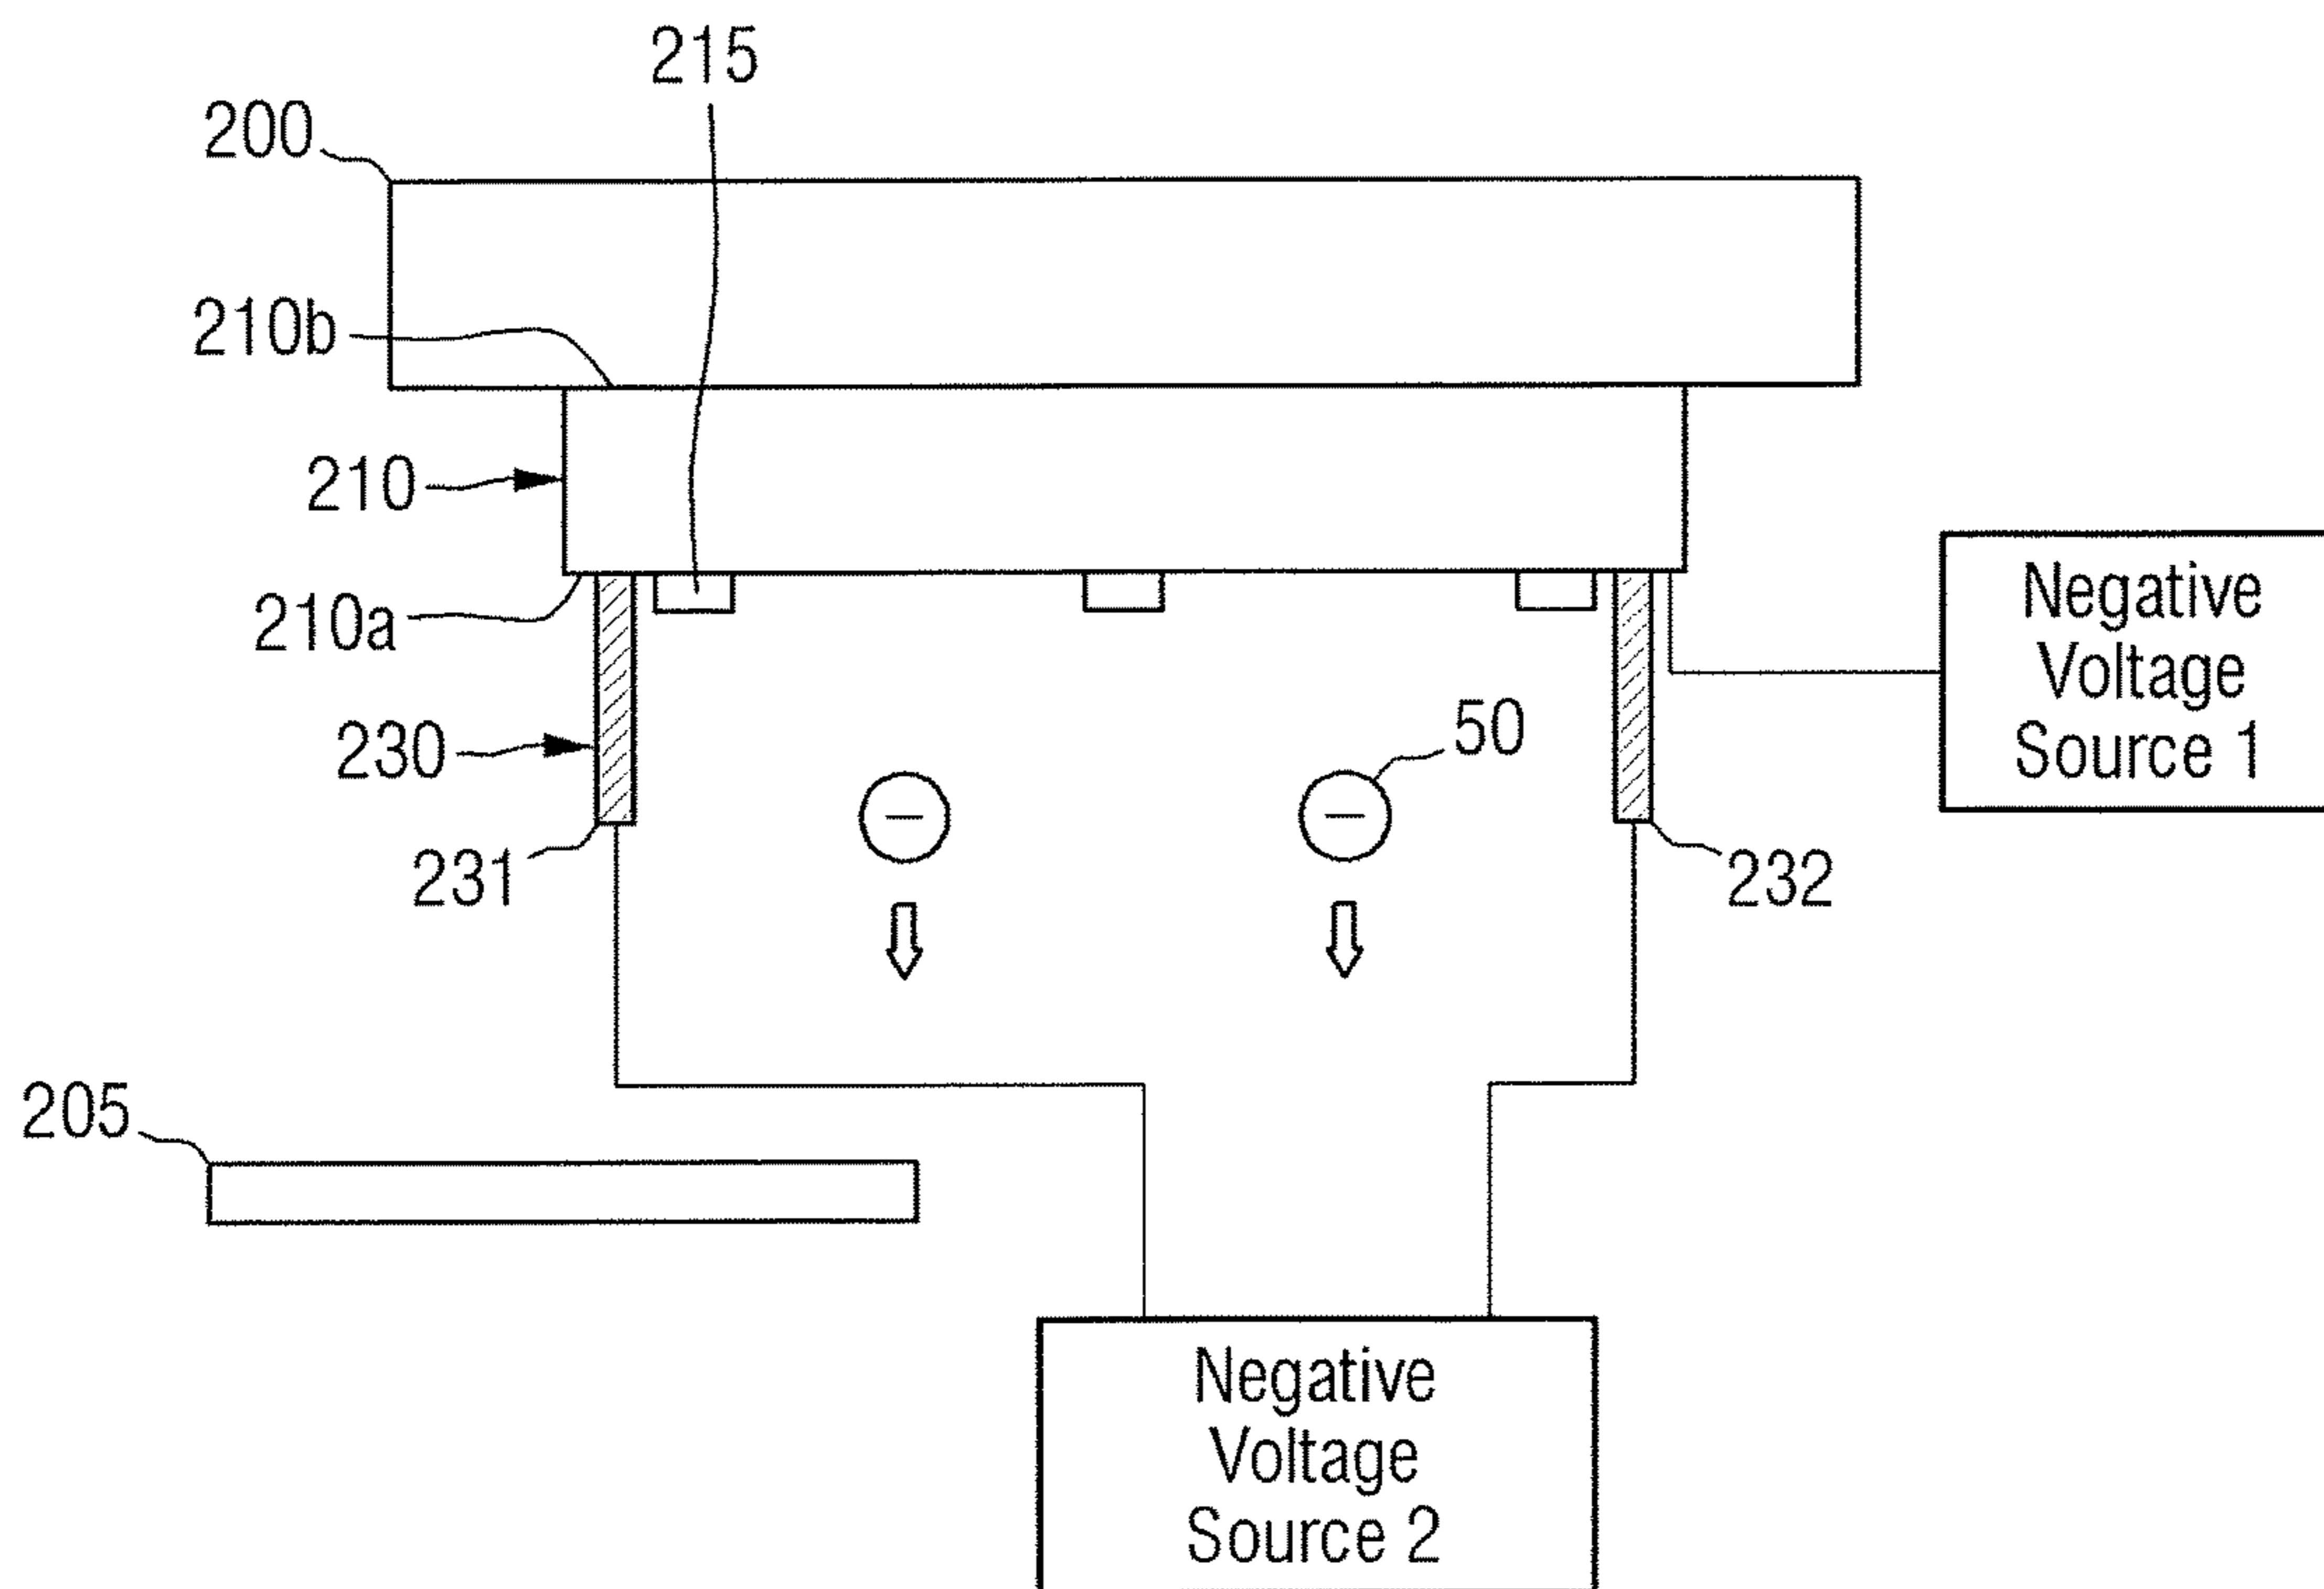 215
200
210b
210
210a
Negative
Voltage
Source 1
230
50
231
232
205
Negative
Voltage
Source 2